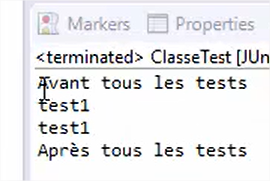 Markers Properties
<terminated> ClasseTest [JUn
Avant tous les tests
test1
test1
Après tous les tests